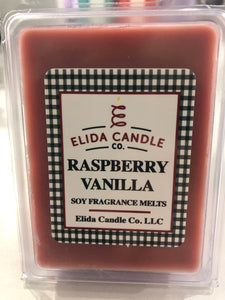 ELIDA CANDLE
CO.
RASPBERRY
VANILLA
SOY FRAGRANCE MELTS
Elida Candle Co. LLC